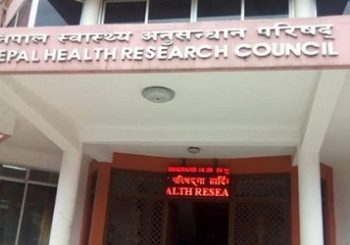 नेपाल स्वास्थ्य अनुसन्धान परिषद्
EPAL HEALTH RESEARCH COUNCIL
परिषद्मा हार्दि
ALTH RESEA